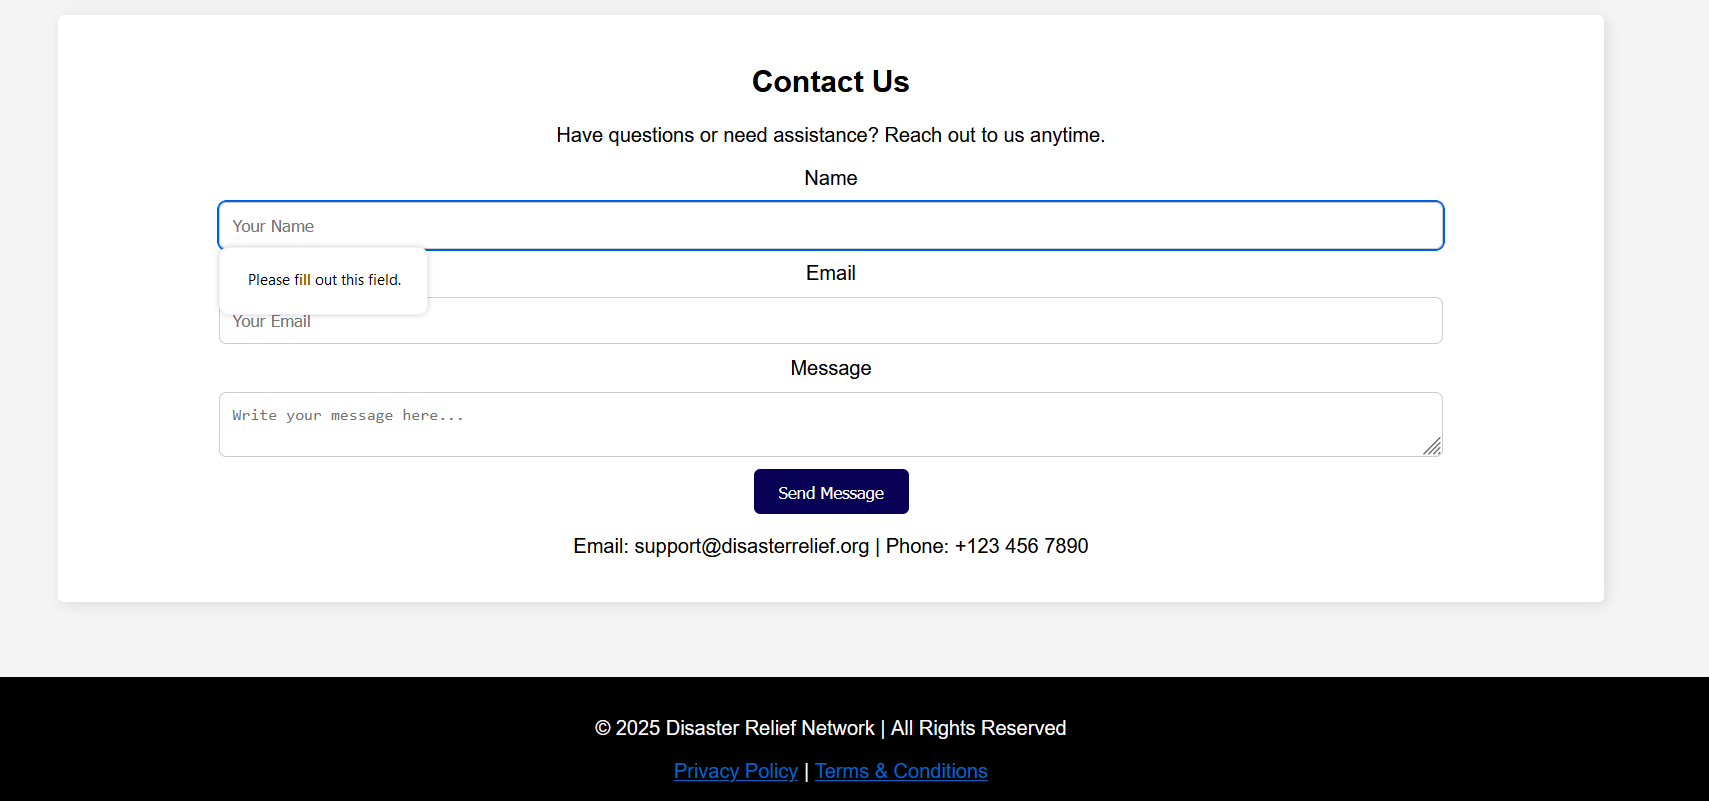 Contact Us
Have questions or need assistance? Reach out to us anytime.
Name
Your Name
Please fill out this field.
Email
Your Email
Message
Write your message here...
Send Message
Email: support@disasterrelief.org | Phone: +123 456 7890
© 2025 Disaster Relief Network | All Rights Reserved
Privacy Policy | Terms & Conditions